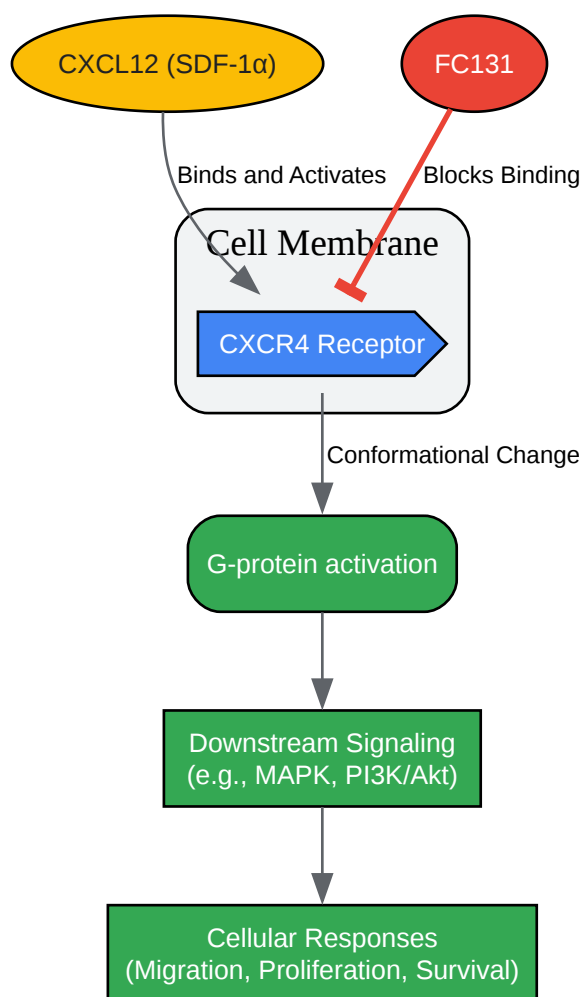 CXCL12 (SDF-1α)
FC131
Binds and Activates
Blocks Binding
Cell Membrane
CXCR4 Receptor
Conformational Change
G-protein activation
Downstream Signaling
(e.g., MAPK, PI3K/Akt)
Cellular Responses
(Migration, Proliferation, Survival)